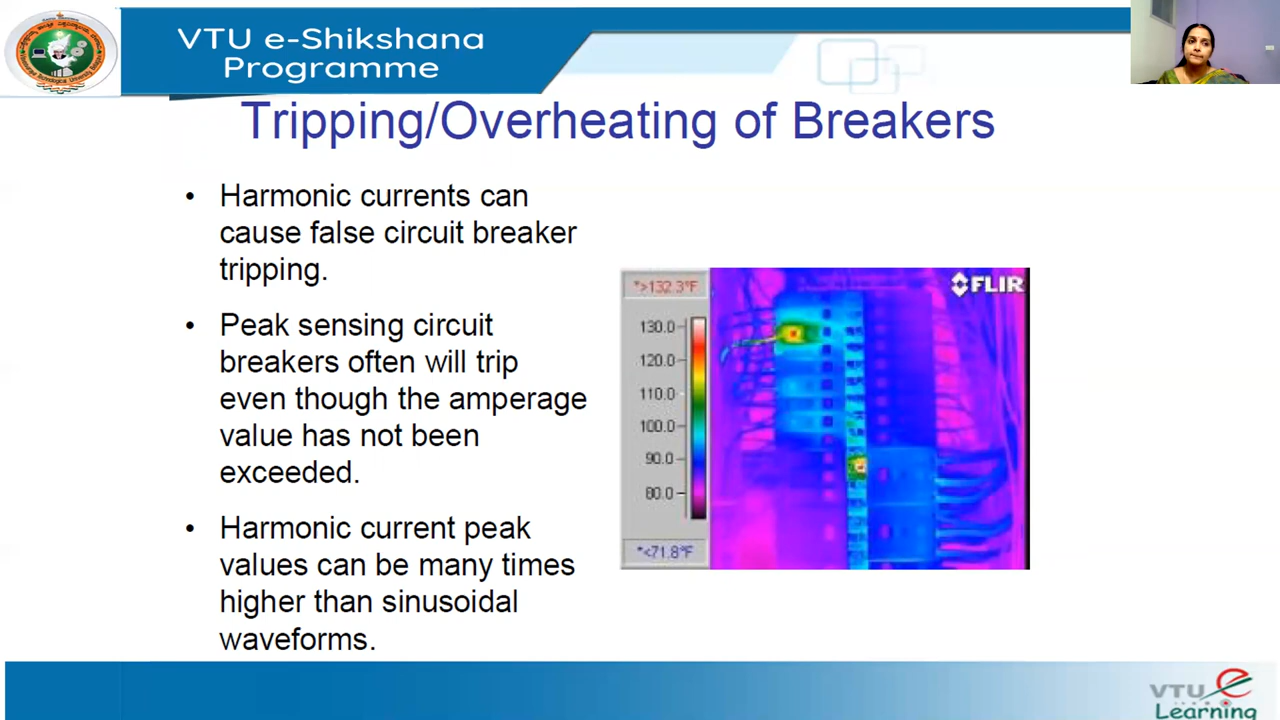 VTU e-Shikshana
Programme
Tripping/Overheating of Breakers
• Harmonic currents can
cause false circuit breaker
tripping.
• Peak sensing circuit
breakers often will trip
even though the amperage
value has not been
exceeded.
• Harmonic current peak
values can be many times
higher than sinusoidal
waveforms.
*>132.3°F
130.0
120.0
110.0
100.0
90.0
80.0
*<71.8°F
FLIR
VTU e
Learning